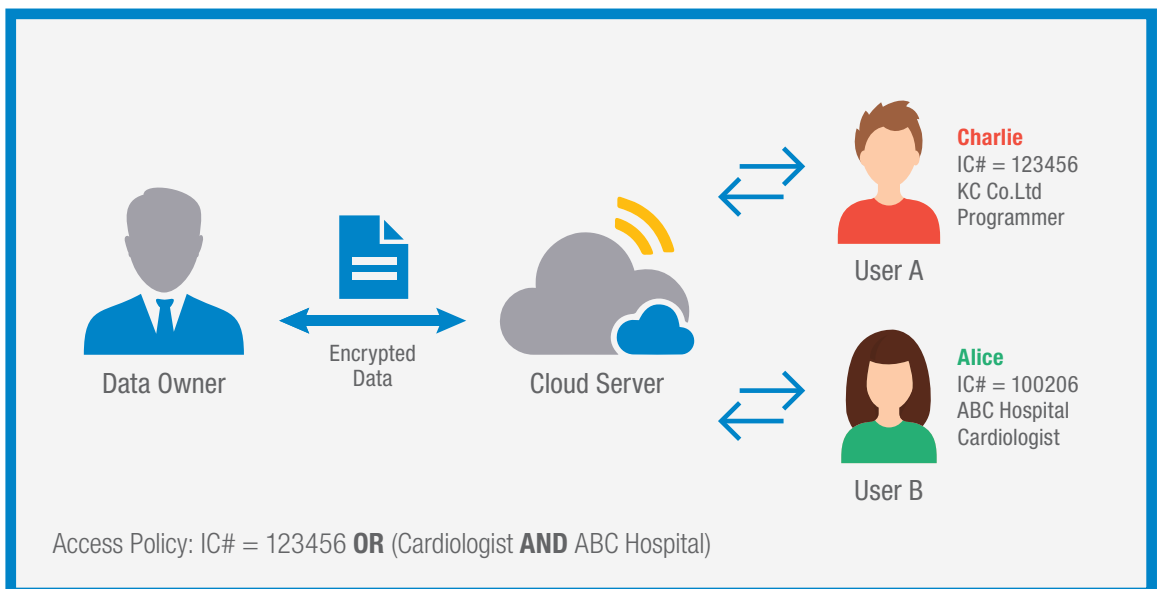 Charlie
IC# = 123456
KC Co.Ltd
Programmer
User A
Encrypted
Data
Data Owner
Cloud Server
Alice
IC# = 100206
ABC Hospital
Cardiologist
User B
Access Policy: IC# = 123456 OR (Cardiologist AND ABC Hospital)